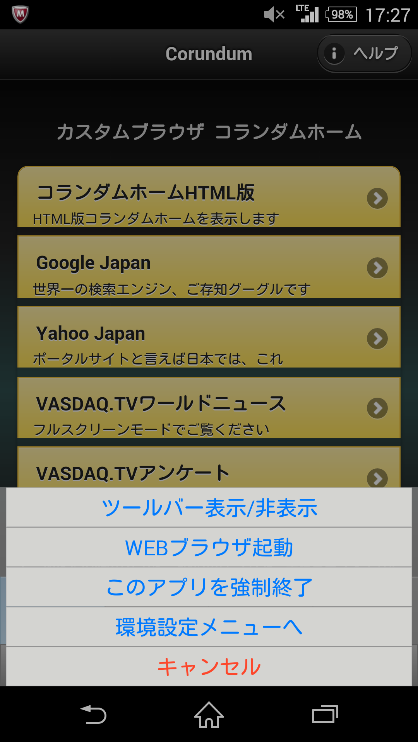 LTE 98% 17:27
Corundum
ヘルプ
カスタムブラウザ コランダムホーム
コランダムホームHTML版
HTML版コランダムホームを表示します
Google Japan
世界一の検索エンジン、ご存知グーグルです
Yahoo Japan
ポータルサイトと言えば日本では、これ
VASDAQ.TVワールドニュース
フルスクリーンモードでご覧ください
VASDAQ.TVアンケート
ツールバー表示/非表示
WEBブラウザ起動
このアプリを強制終了
環境設定メニューへ
キャンセル